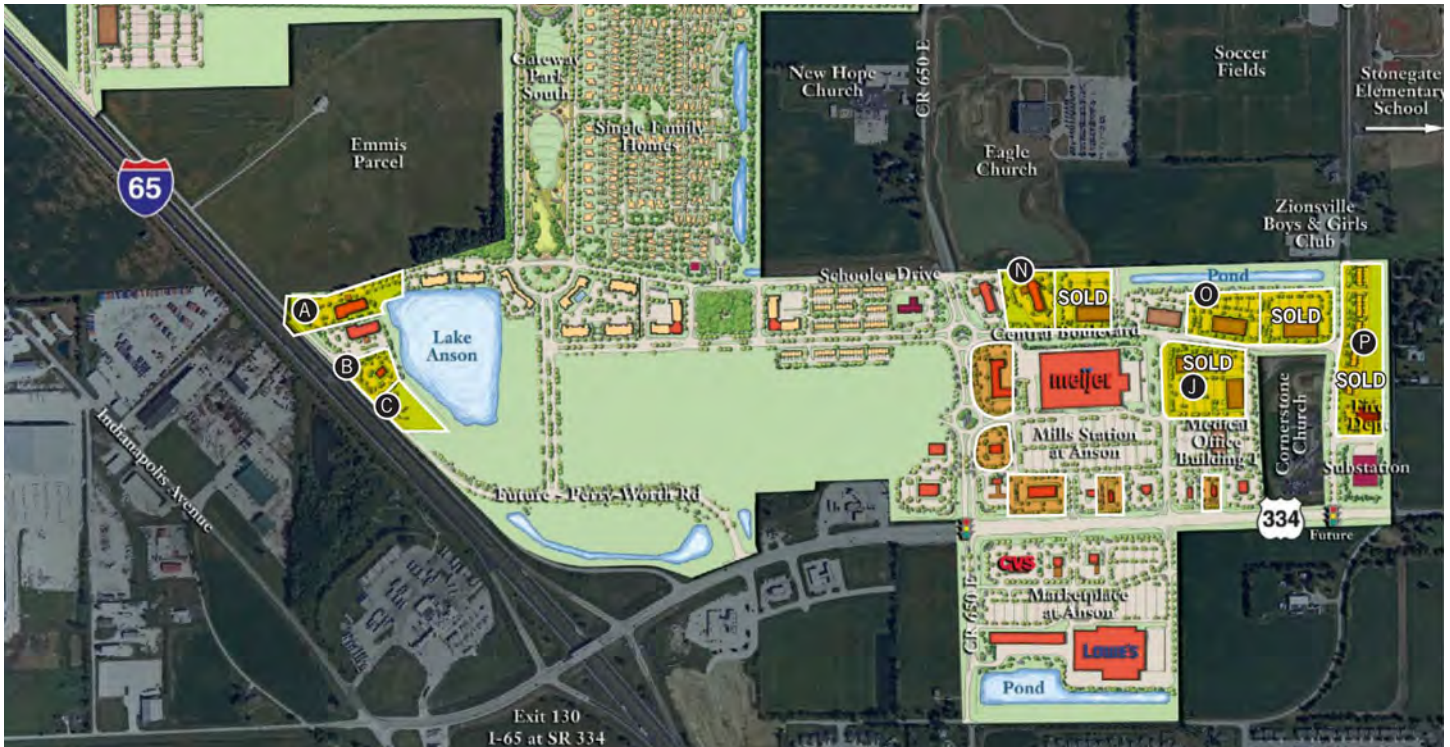 Gateway
Park
South
Single Family
Homes
New Hope
Church
CR 650 E
Eagle
Church
Soccer
Fields
Stonegate
Elementary
School
Emmis
Parcel
65
Zionsville
Boys & Girls
Club
Schooler Drive
N
SOLD
Pond
O
SOLD
A
Lake
Anson
B
C
Central Boulevard
meijer
SOLD
J
P
SOLD
Fire
Dept.
Mills Station
at Anson
Medical
Office
Building I
Cornerstone
Church
Substation
Indianapolis Avenue
Future - Perry-Worth Rd
334
Future
CVS
CR 650 E
Marketplace
at Anson
LOWE'S
Pond
Exit 130
I-65 at SR 334